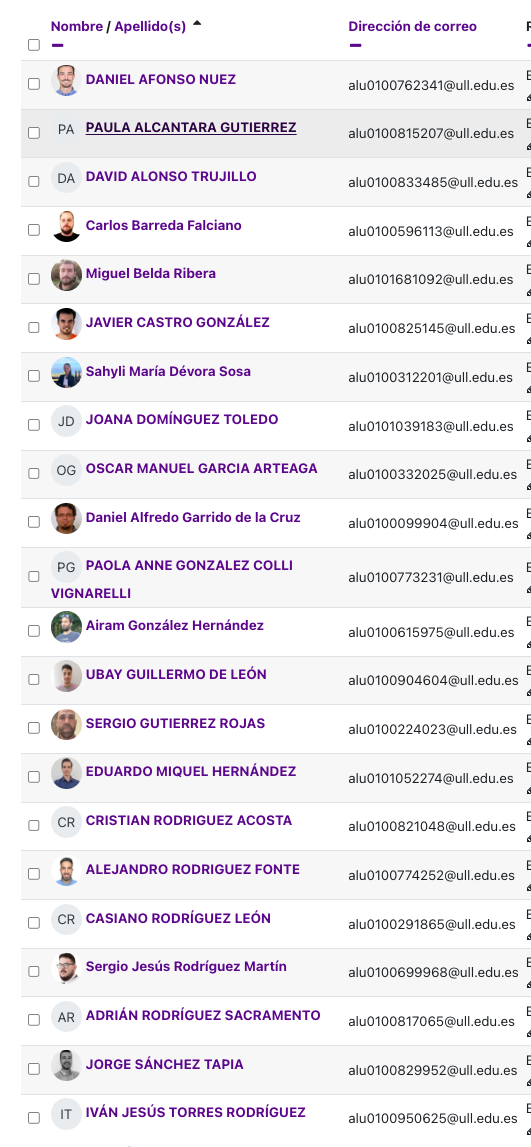 Nombre / Apellido(s)
Dirección de correo
DANIEL AFONSO NUEZ alu0100762341@ull.edu.es
PA PAULA ALCANTARA GUTIERREZ alu0100815207@ull.edu.es
DA DAVID ALONSO TRUJILLO alu0100833485@ull.edu.es
Carlos Barreda Falciano alu0100596113@ull.edu.es
Miguel Belda Ribera alu0101681092@ull.edu.es
JAVIER CASTRO GONZÁLEZ alu0100825145@ull.edu.es
Sahyli María Dévora Sosa alu0100312201@ull.edu.es
JD JOANA DOMÍNGUEZ TOLEDO alu0101039183@ull.edu.es
OG OSCAR MANUEL GARCIA ARTEAGA alu0100332025@ull.edu.es
Daniel Alfredo Garrido de la Cruz alu0100099904@ull.edu.es
PG PAOLA ANNE GONZALEZ COLLI
VIGNARELLI alu0100773231@ull.edu.es
Airam González Hernández alu0100615975@ull.edu.es
UBAY GUILLERMO DE LEÓN alu0100904604@ull.edu.es
SERGIO GUTIERREZ ROJAS alu0100224023@ull.edu.es
EDUARDO MIQUEL HERNÁNDEZ alu0101052274@ull.edu.es
CR CRISTIAN RODRIGUEZ ACOSTA alu0100821048@ull.edu.es
ALEJANDRO RODRIGUEZ FONTE alu0100774252@ull.edu.es
CR CASIANO RODRÍGUEZ LEÓN alu0100291865@ull.edu.es
Sergio Jesús Rodríguez Martín alu0100699968@ull.edu.es
AR ADRIÁN RODRÍGUEZ SACRAMENTO alu0100817065@ull.edu.es
JORGE SÁNCHEZ TAPIA alu0100829952@ull.edu.es
IT IVÁN JESÚS TORRES RODRÍGUEZ alu0100950625@ull.edu.es